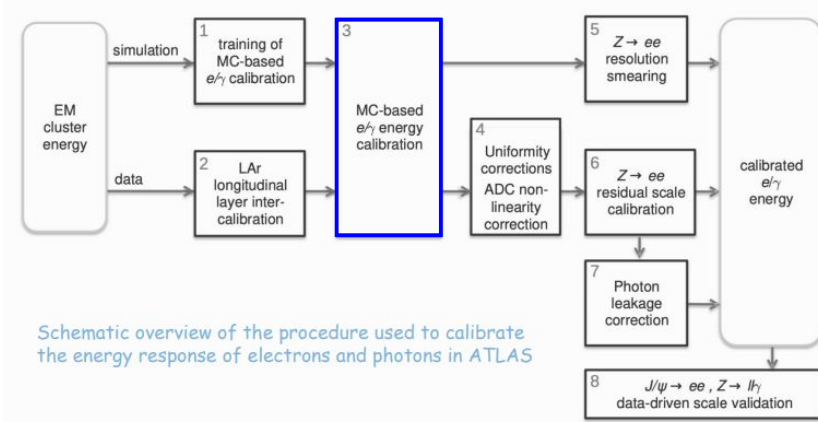 EM
cluster
energy
simulation
data
1
training of
MC-based
e/γ calibration
2
LAr
longitudinal
layer inter-
calibration
3
MC-based
e/γ energy
calibration
4
Uniformity
corrections
ADC non-
linearity
correction
5
Z → ee
resolution
smearing
6
Z → ee
residual scale
calibration
7
Photon
leakage
correction
calibrated
e/γ
energy
8
J/ψ → ee , Z → llγ
data-driven scale validation
Schematic overview of the procedure used to calibrate
the energy response of electrons and photons in ATLAS